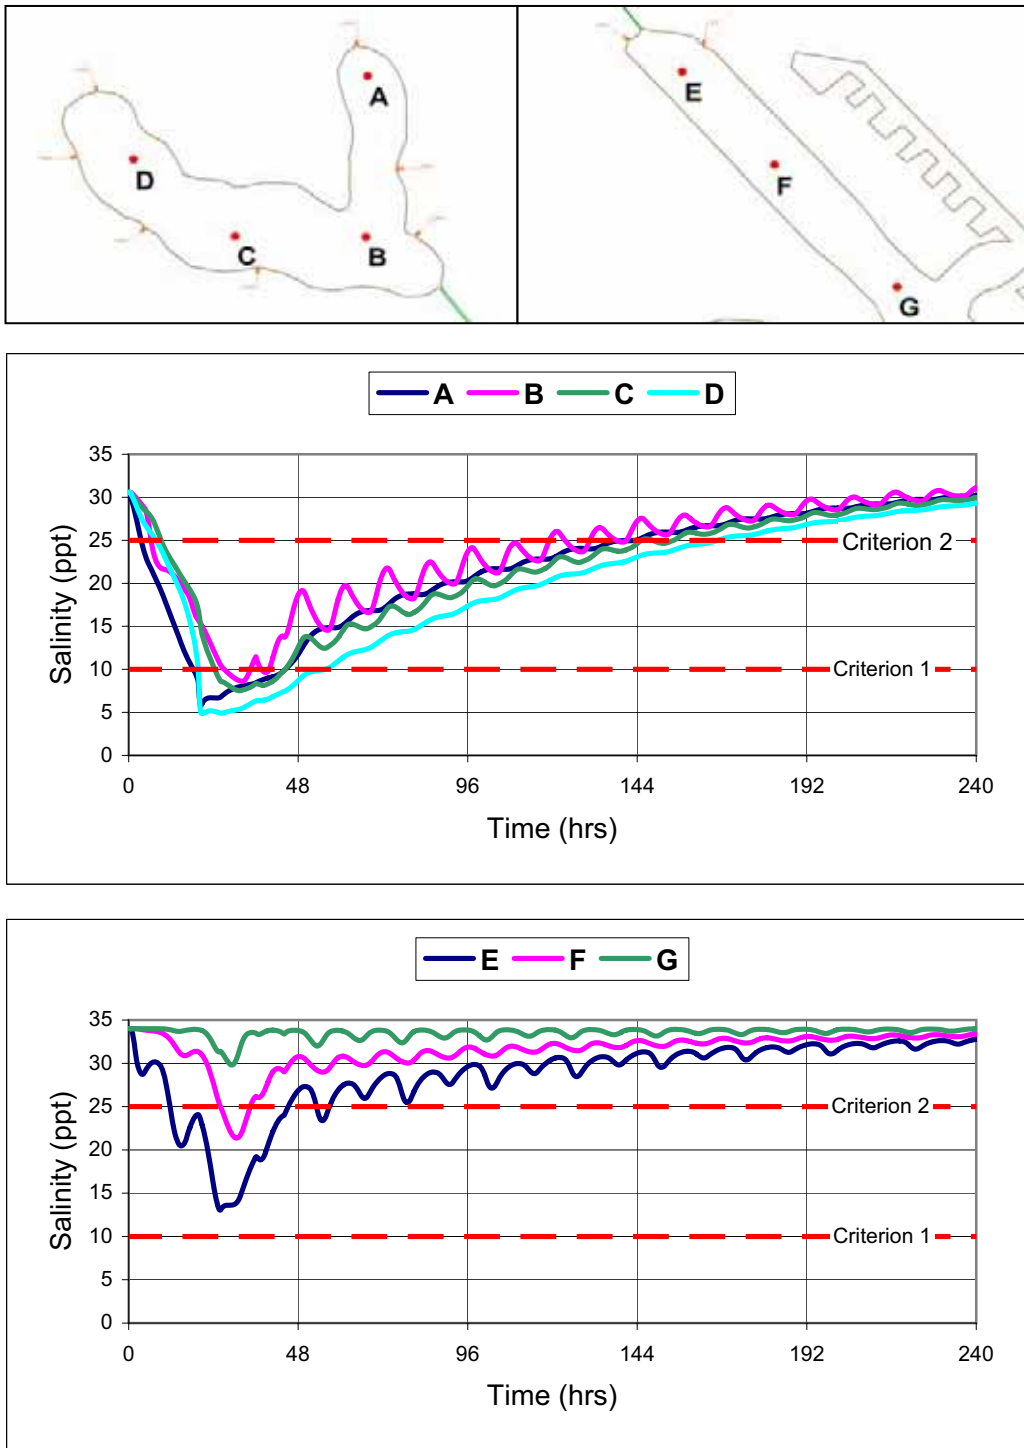 A
B
C
D
E
F
G
A B C D
35
30
25
20
15
10
5
0
Criterion 2
Criterion 1
Salinity (ppt)
0 48 96 144 192 240
Time (hrs)
E F G
35
30
25
20
15
10
5
0
Criterion 2
Criterion 1
Salinity (ppt)
0 48 96 144 192 240
Time (hrs)